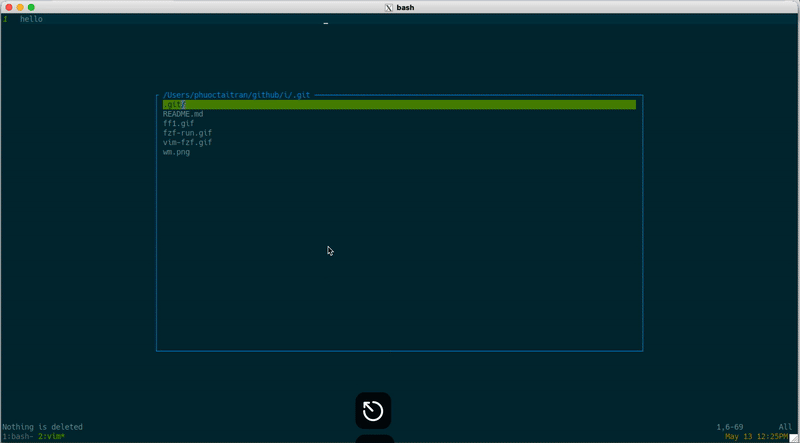 bash
1 hello
/Users/phuoctaitran/github/l/.git
.git/
README.md
ff1.gif
fzf-run.gif
vim-fzf.gif
wm.png
Nothing is deleted
1,6-69 All
1:bash- 2:vim*
May 13 12:25PM